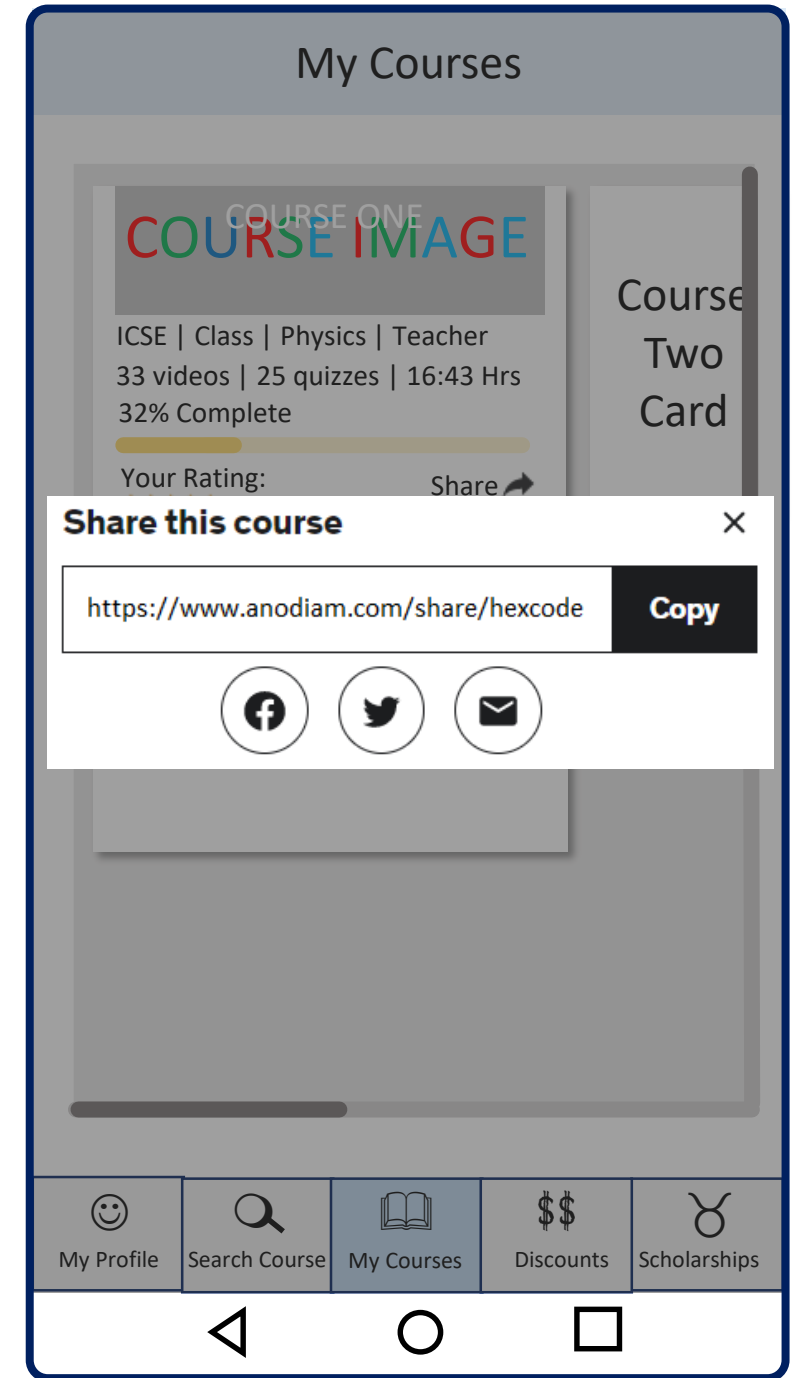 My Courses
COURSE ONE
COURSE IMAGE
ICSE | Class | Physics | Teacher
33 videos | 25 quizzes | 16:43 Hrs
32% Complete
Your Rating:
Share
Course
Two
Card
Share this course
https://www.anodiam.com/share/hexcode
Copy
$$
My Profile
Search Course
My Courses
Discounts
Scholarships